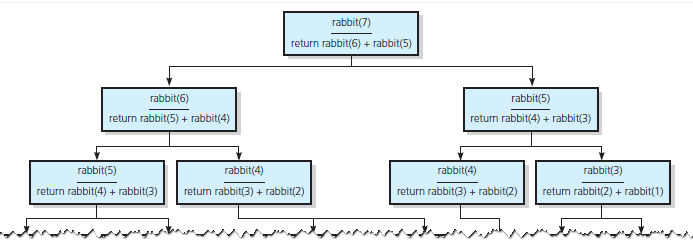 rabbit(7)
return rabbit(6) + rabbit(5)
rabbit(6)
return rabbit(5) + rabbit(4)
rabbit(5)
return rabbit(4) + rabbit(3)
rabbit(5)
return rabbit(4) + rabbit(3)
rabbit(4)
return rabbit(3) + rabbit(2)
rabbit(4)
return rabbit(3) + rabbit(2)
rabbit(3)
return rabbit(2) + rabbit(1)